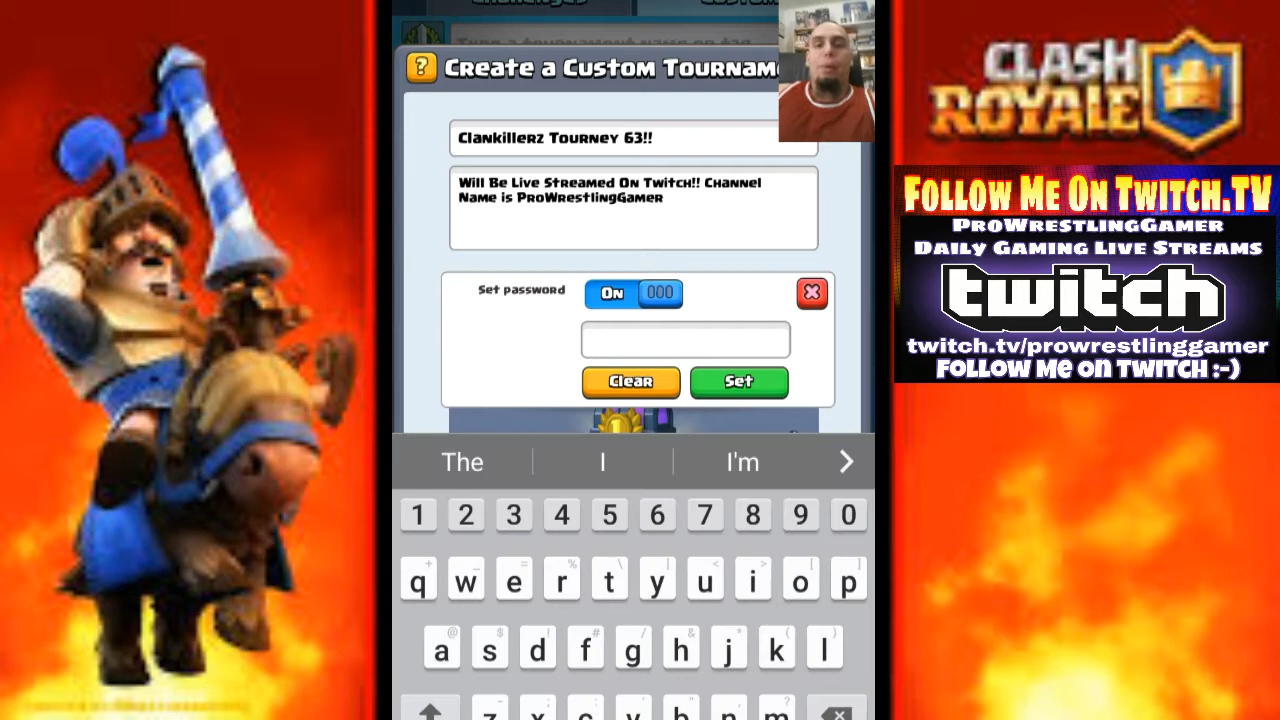 Create a Custom Tourname
Clankillerz Tourney 63!!
Will Be Live Streamed On Twitch!! Channel
Name is ProWrestlingGamer
Set password
On
Clear
Set
The
I
I'm
1 2 3 4 5 6 7 8 9 0
q w e r t y u i o p
a s d f g h j k l
z x c v b n m
CLASH
ROYALE
Follow Me On Twitch.TV
ProWrestlingGamer
Daily Gaming Live Streams
twitch
twitch.tv/prowrestlinggamer
Follow Me on Twitch :-)